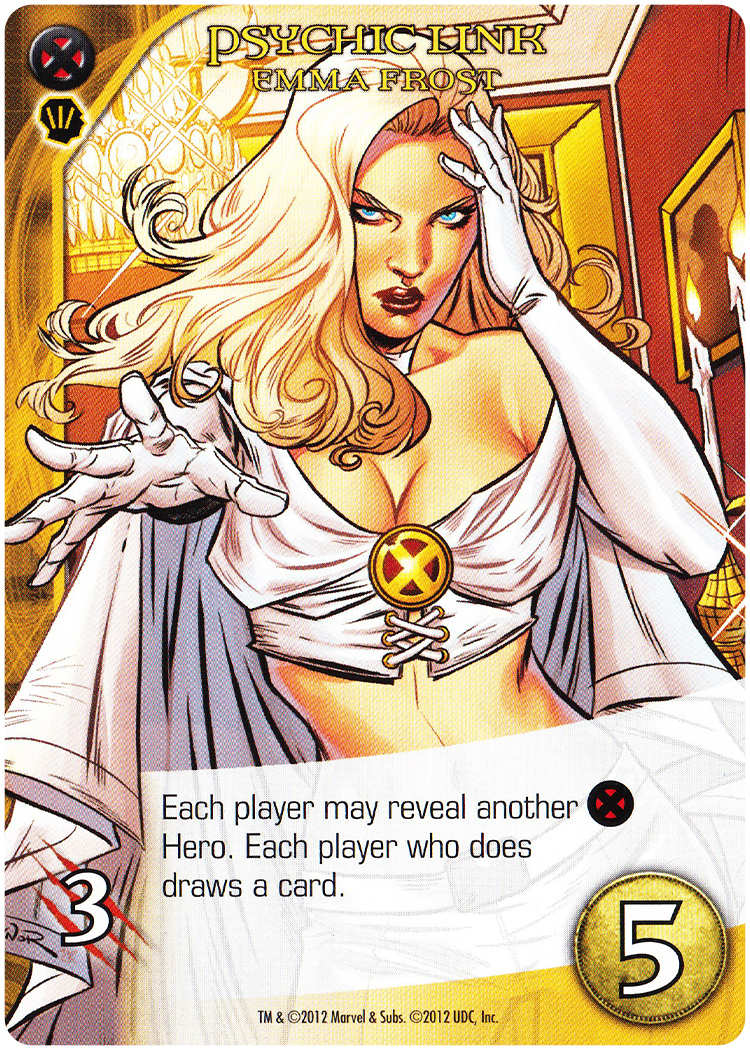 PSYCHIC LINK
EMMA FROST
Each player may reveal another
Hero. Each player who does
draws a card.
3
5
TM & ©2012 Marvel & Subs. ©2012 UDC, Inc.